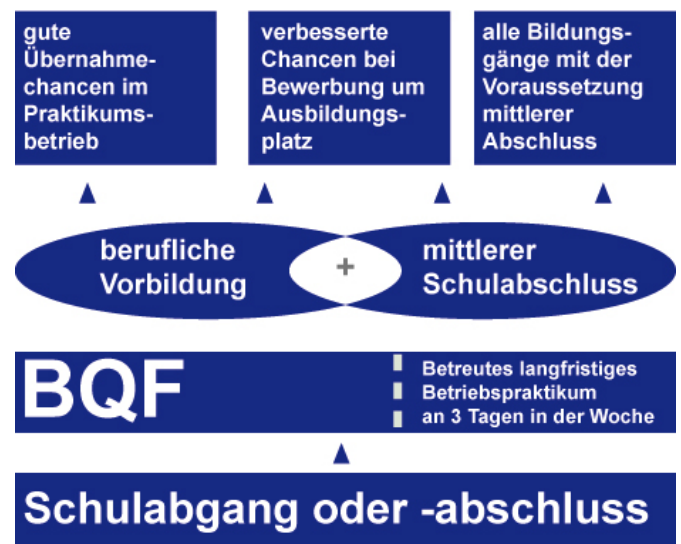 gute
Übernahme-
chancen im
Praktikums-
betrieb
verbesserte
Chancen bei
Bewerbung um
Ausbildungs-
platz
alle Bildungs-
gänge mit der
Voraussetzung
mittlerer
Abschluss
berufliche
Vorbildung
+
mittlerer
Schulabschluss
BQF
Betreutes langfristiges
Betriebspraktikum
an 3 Tagen in der Woche
Schulabgang oder -abschluss